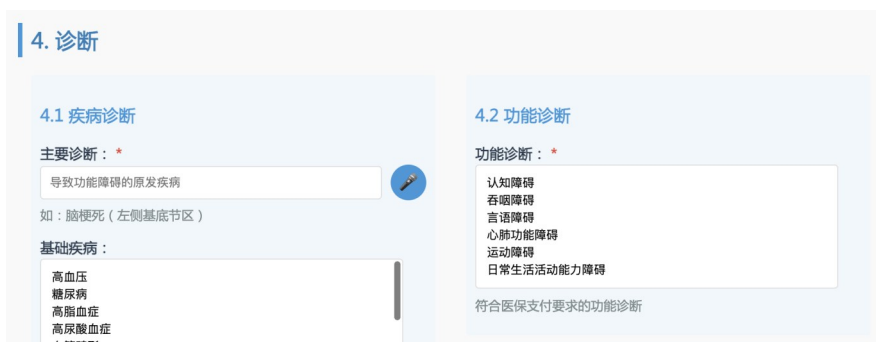 4. 诊断
4.1 疾病诊断
主要诊断：*
导致功能障碍的原发疾病
如：脑梗死（左侧基底节区）
基础疾病：
高血压
糖尿病
高脂血症
高尿酸血症
4.2 功能诊断
功能诊断：*
认知障碍
吞咽障碍
言语障碍
心肺功能障碍
运动障碍
日常生活活动能力障碍
符合医保支付要求的功能诊断